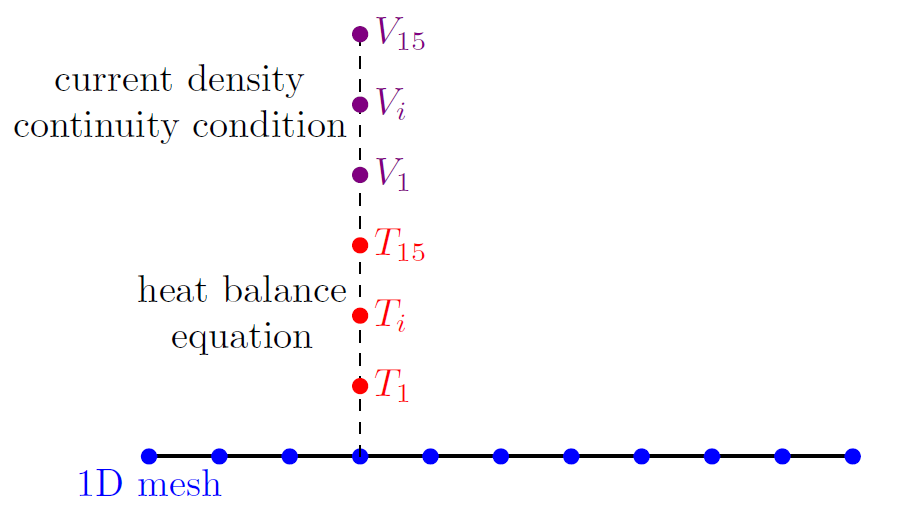 V₁₅
current density
Vᵢ
continuity condition
V₁
T₁₅
heat balance
Tᵢ
equation
T₁
1D mesh